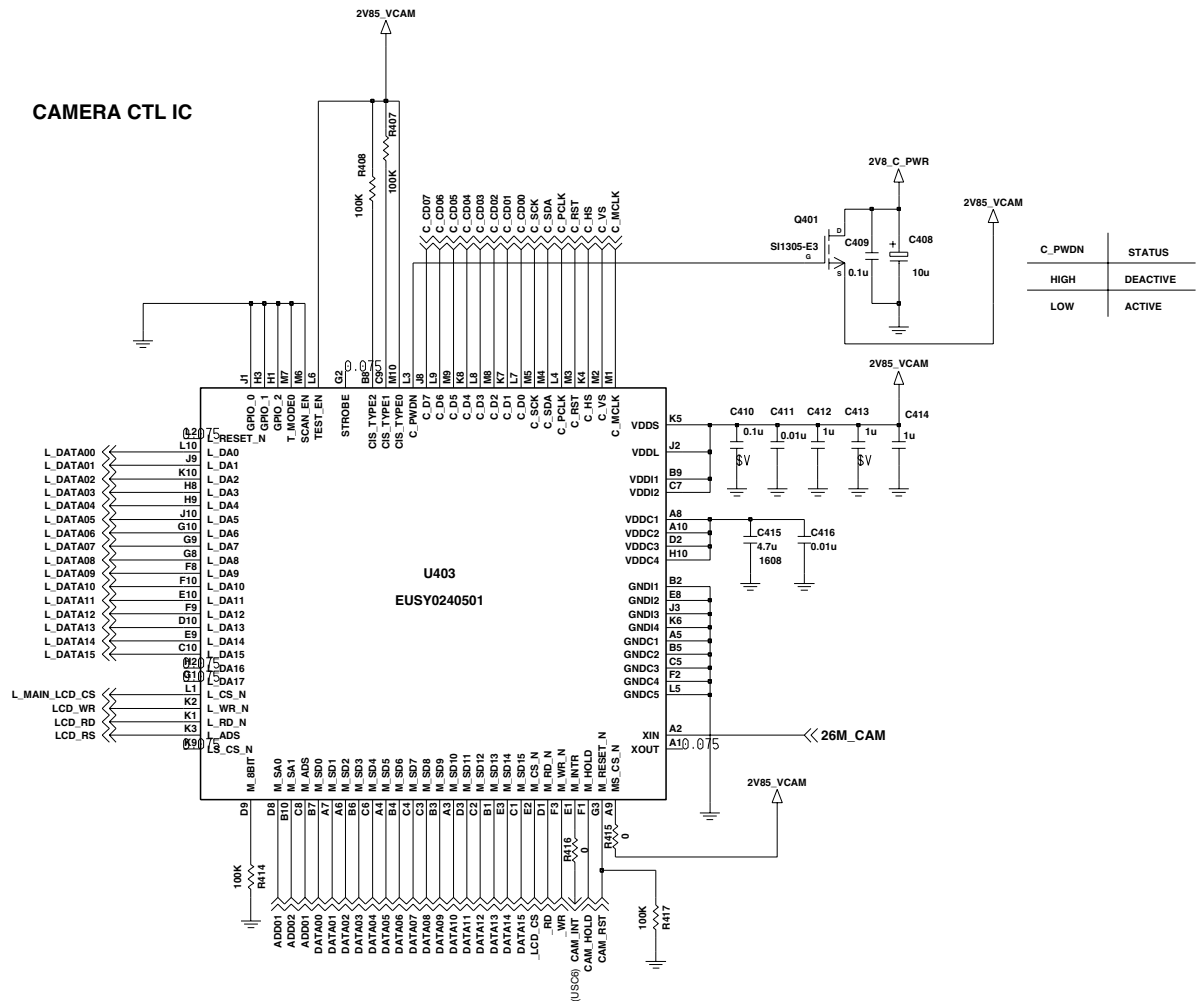 2V85_VCAM
CAMERA CTL IC
R407
100K
R408
100K
C_CD07
C_CD06
C_CD05
C_CD04
C_CD03
C_CD02
C_CD01
C_CD00
C_SCK
C_SDA
C_PCLK
C_RST
C_HS
C_VS
C_MCLK
2V8_C_PWR
Q401
SI1305-E3
D
G
S
C409
0.1u
+
C408
10u
2V85_VCAM
C_PWDN STATUS
HIGH DEACTIVE
LOW ACTIVE
J1 H3 H1 M7 M6 L6 G2 0.075 B8 C9 M10 L3 J8 L9 M9 K8 L8 M8 K7 L7 M5 M4 L4 M3 K4 M2 M1
GPIO_0
GPIO_1
GPIO_2
T_MODE0
SCAN_EN
TEST_EN
STROBE
CIS_TYPE2
CIS_TYPE1
CIS_TYPE0
C_PWDN
C_D7
C_D6
C_D5
C_D4
C_D3
C_D2
C_D1
C_D0
C_SCK
C_SDA
C_PCLK
C_RST
C_HS
C_VS
C_MCLK
L2 0.075 L_RESET_N
L_DATA00 L10 L_DA0
L_DATA01 J9 L_DA1
L_DATA02 K10 L_DA2
L_DATA03 H8 L_DA3
L_DATA04 H9 L_DA4
L_DATA05 J10 L_DA5
L_DATA06 G10 L_DA6
L_DATA07 G9 L_DA7
L_DATA08 G8 L_DA8
L_DATA09 F8 L_DA9
L_DATA10 F10 L_DA10
L_DATA11 E10 L_DA11
L_DATA12 F9 L_DA12
L_DATA13 D10 L_DA13
L_DATA14 E9 L_DA14
L_DATA15 C10 L_DA15
H2 0.075 L_DA16
G1 0.075 L_DA17
L_MAIN_LCD_CS L1 L_CS_N
LCD_WR K2 L_WR_N
LCD_RD K1 L_RD_N
LCD_RS K3 L_ADS
K9 0.075 LS_CS_N
U403
EUSY0240501
2V85_VCAM
VDDS K5
VDDL J2
VDDI1 B9
VDDI2 C7
C410 0.1u $V
C411 0.01u
C412 1u
C413 1u $V
C414 1u
VDDC1 A8
VDDC2 A10
VDDC3 D2
VDDC4 H10
C415
4.7u
1608
C416
0.01u
GNDI1 B2
GNDI2 E8
GNDI3 J3
GNDI4 K6
GNDC1 A5
GNDC2 B5
GNDC3 C5
GNDC4 F2
GNDC5 L5
XIN A2 26M_CAM
XOUT A1 0.075
2V85_VCAM
M_8BIT
M_SA0
M_SA1
M_ADS
M_SD0
M_SD1
M_SD2
M_SD3
M_SD4
M_SD5
M_SD6
M_SD7
M_SD8
M_SD9
M_SD10
M_SD11
M_SD12
M_SD13
M_SD14
M_SD15
M_CS_N
M_RD_N
M_WR_N
M_INTR
M_HOLD
M_RESET_N
MS_CS_N
D9 D8 B10 C8 B7 A7 A6 B6 C6 A4 B4 C4 C3 B3 A3 D3 C2 B1 E3 C1 E2 D1 F3 E1 F1 G3 A9
100K
R414
R416
0
R415
0
100K
R417
ADD01
ADD02
ADD01
DATA00
DATA01
DATA02
DATA03
DATA04
DATA05
DATA06
DATA07
DATA08
DATA09
DATA10
DATA11
DATA12
DATA13
DATA14
DATA15
_LCD_CS
_RD
_WR
(USC6) CAM_INT
CAM_HOLD
CAM_RST